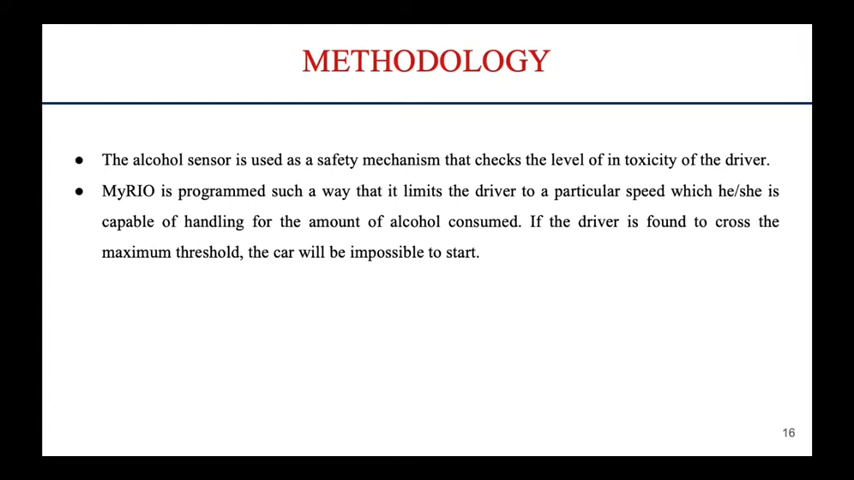 METHODOLOGY
● The alcohol sensor is used as a safety mechanism that checks the level of in toxicity of the driver.
● MyRIO is programmed such a way that it limits the driver to a particular speed which he/she is
capable of handling for the amount of alcohol consumed. If the driver is found to cross the
maximum threshold, the car will be impossible to start.
16